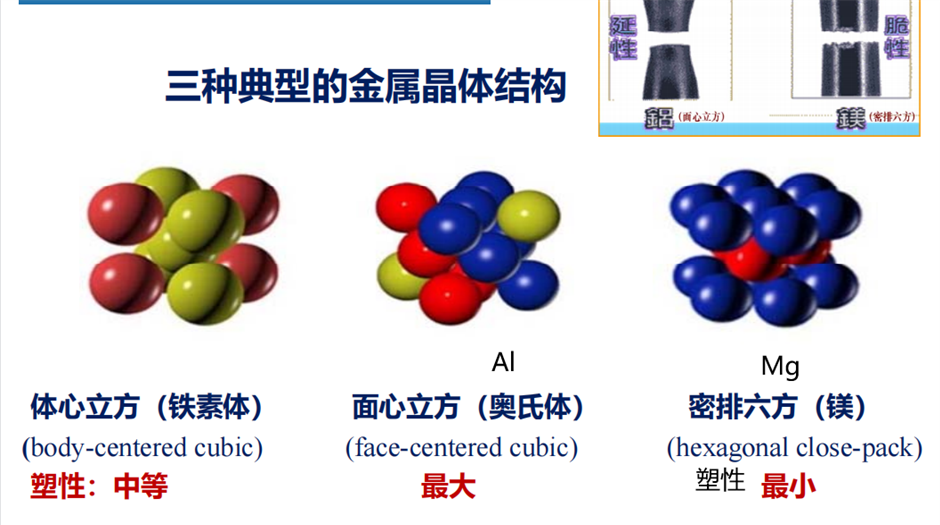 延性
脆性
鋁 (面心立方)
鎂 (密排六方)
三种典型的金属晶体结构
Al
Mg
体心立方（铁素体）
面心立方（奥氏体）
密排六方（镁）
(body-centered cubic)
(face-centered cubic)
(hexagonal close-pack)
塑性：中等
最大
塑性 最小